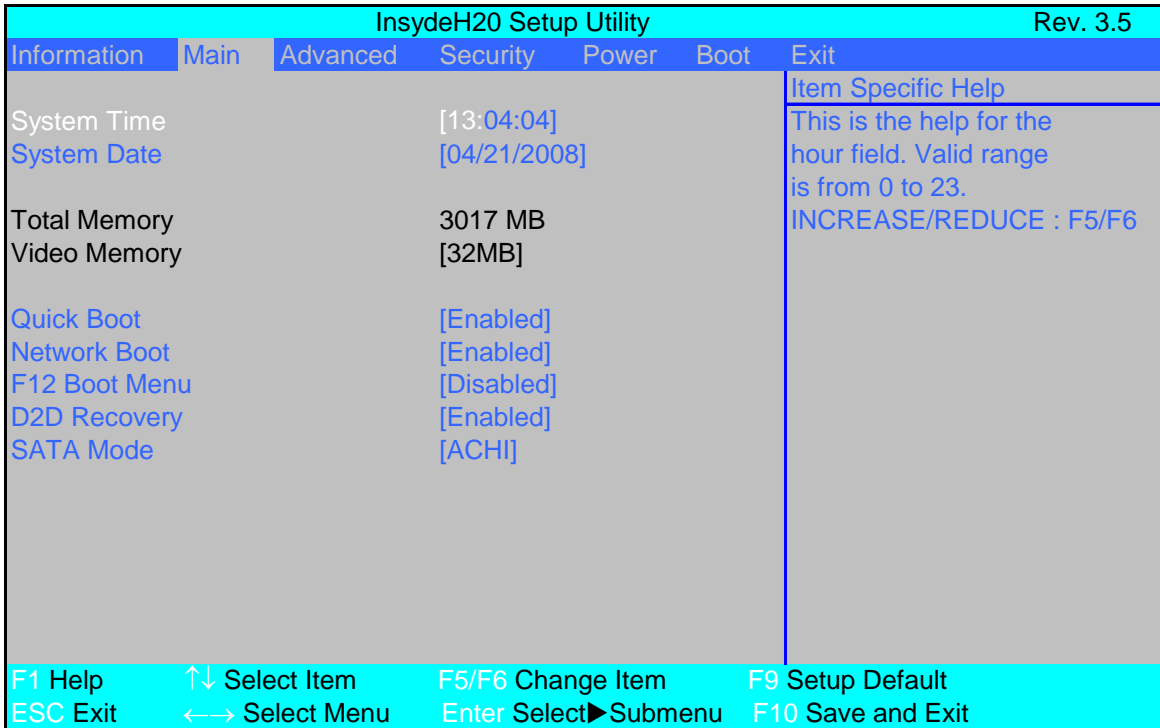 InsydeH20 Setup Utility Rev. 3.5
Information Main Advanced Security Power Boot Exit
Item Specific Help
System Time [13:04:04] This is the help for the
System Date [04/21/2008] hour field. Valid range
is from 0 to 23.
Total Memory 3017 MB INCREASE/REDUCE : F5/F6
Video Memory [32MB]
Quick Boot [Enabled]
Network Boot [Enabled]
F12 Boot Menu [Disabled]
D2D Recovery [Enabled]
SATA Mode [ACHI]
F1 Help ↑↓ Select Item F5/F6 Change Item F9 Setup Default
ESC Exit ←→ Select Menu Enter Select▶Submenu F10 Save and Exit